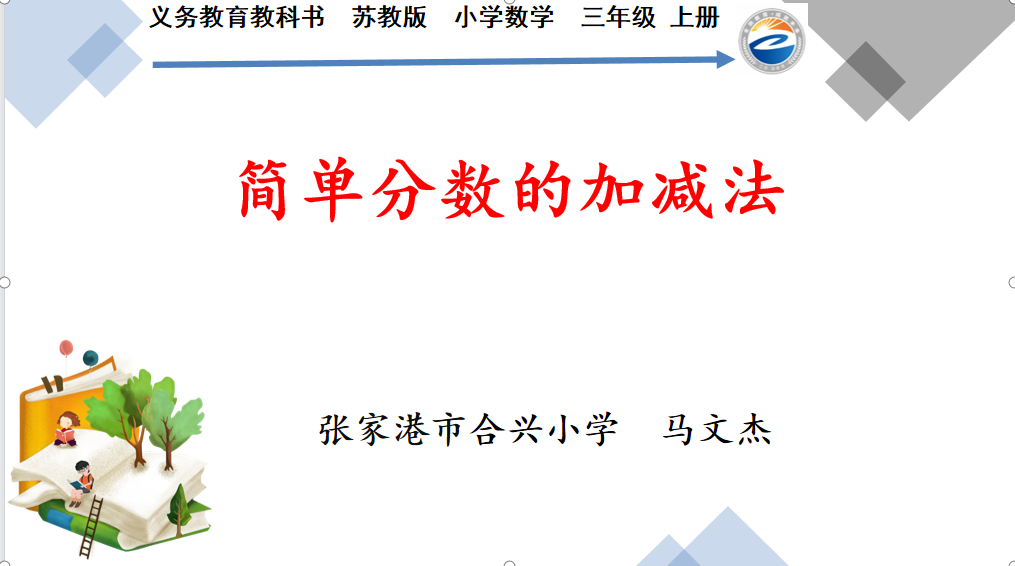 义务教育教科书 苏教版 小学数学 三年级 上册
简单分数的加减法
张家港市合兴小学 马文杰